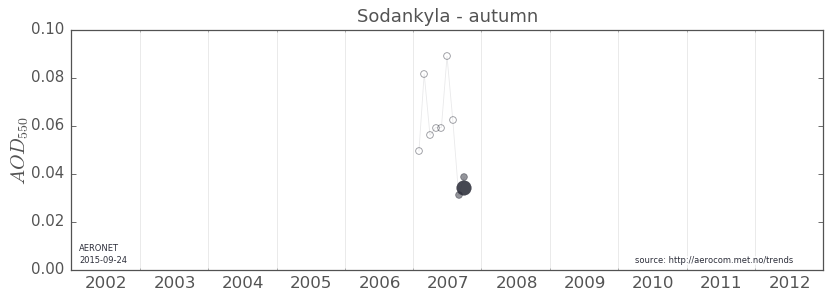 Sodankyla - autumn
0.10
0.08
0.06
0.04
0.02
0.00
AOD550
AERONET
2015-09-24
source: http://aerocom.met.no/trends
2002 2003 2004 2005 2006 2007 2008 2009 2010 2011 2012